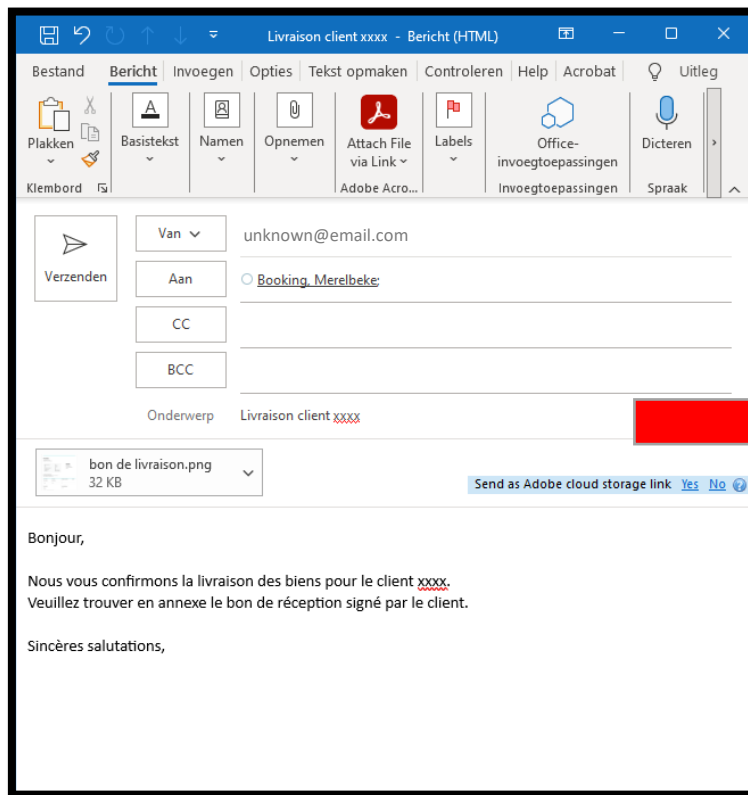 Livraison client xxxx - Bericht (HTML)
Bestand Bericht Invoegen Opties Tekst opmaken Controleren Help Acrobat Uitleg
Plakken
Basistekst
Namen
Opnemen
Attach File
via Link
Labels
Office-
invoegtoepassingen
Dicteren
Klembord
Adobe Acro...
Invoegtoepassingen
Spraak
Verzenden
Van
unknown@email.com
Aan
Booking, Merelbeke;
CC
BCC
Onderwerp Livraison client xxxx
bon de livraison.png
32 KB
Send as Adobe cloud storage link Yes No
Bonjour,
Nous vous confirmons la livraison des biens pour le client xxxx.
Veuillez trouver en annexe le bon de réception signé par le client.
Sincères salutations,